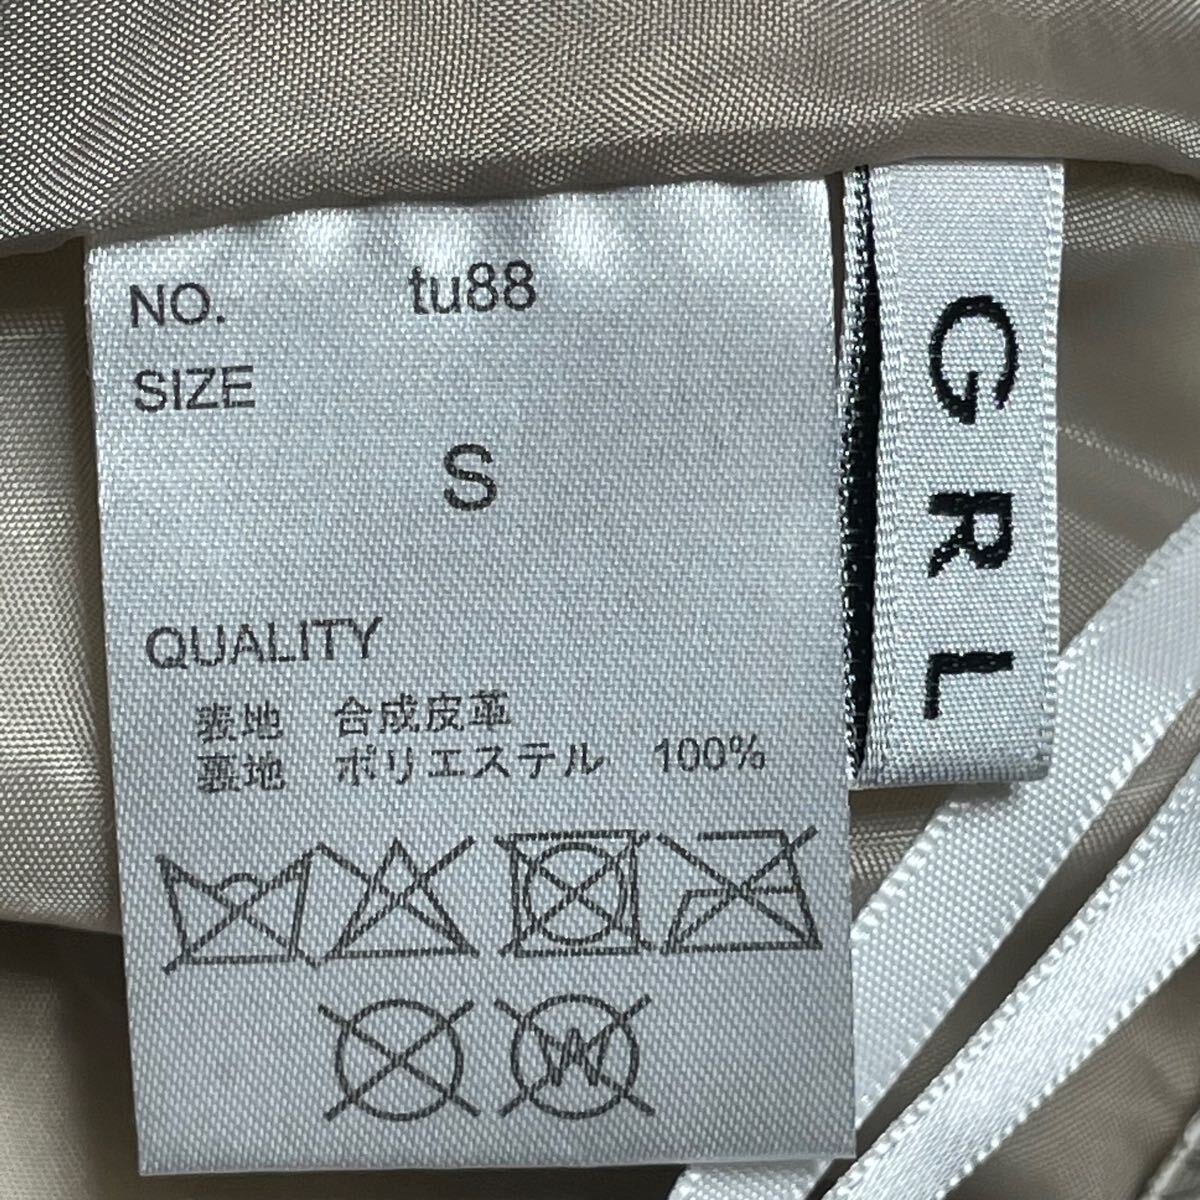 NO. tu88
SIZE
S
QUALITY
表地 合成皮革
裏地 ポリエステル 100%
GRL